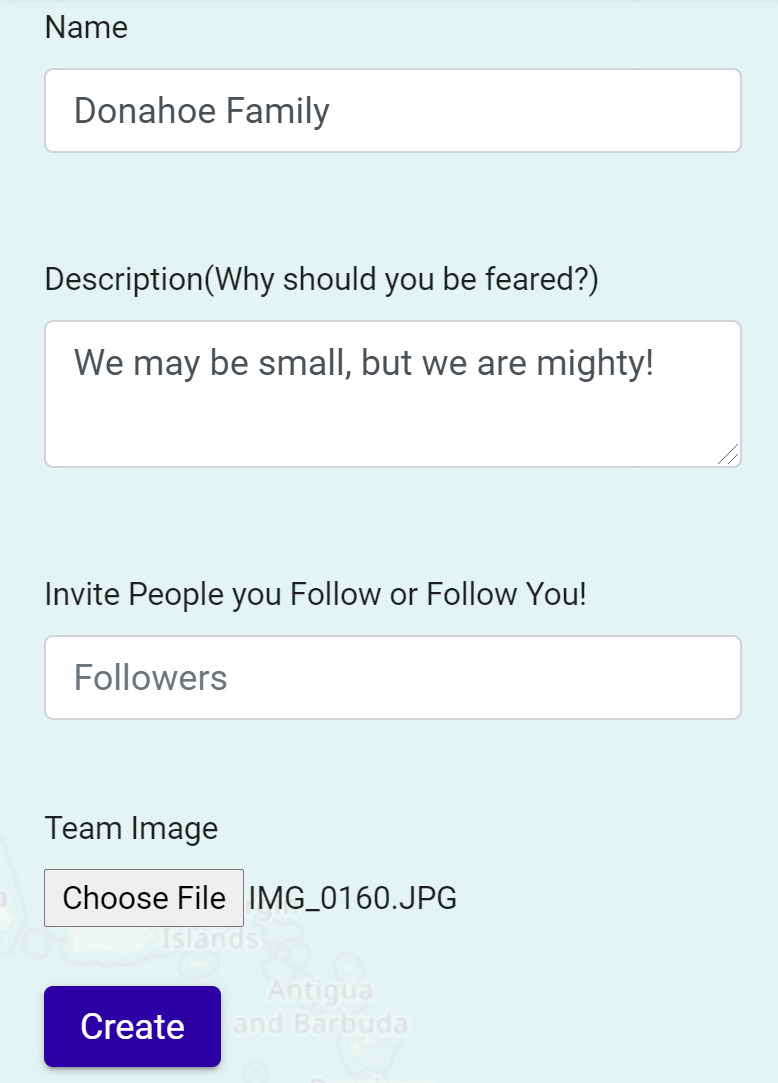 Name
Donahoe Family
Description(Why should you be feared?)
We may be small, but we are mighty!
Invite People you Follow or Follow You!
Followers
Team Image
Choose File IMG_0160.JPG
Islands
Antigua
Create and Barbuda